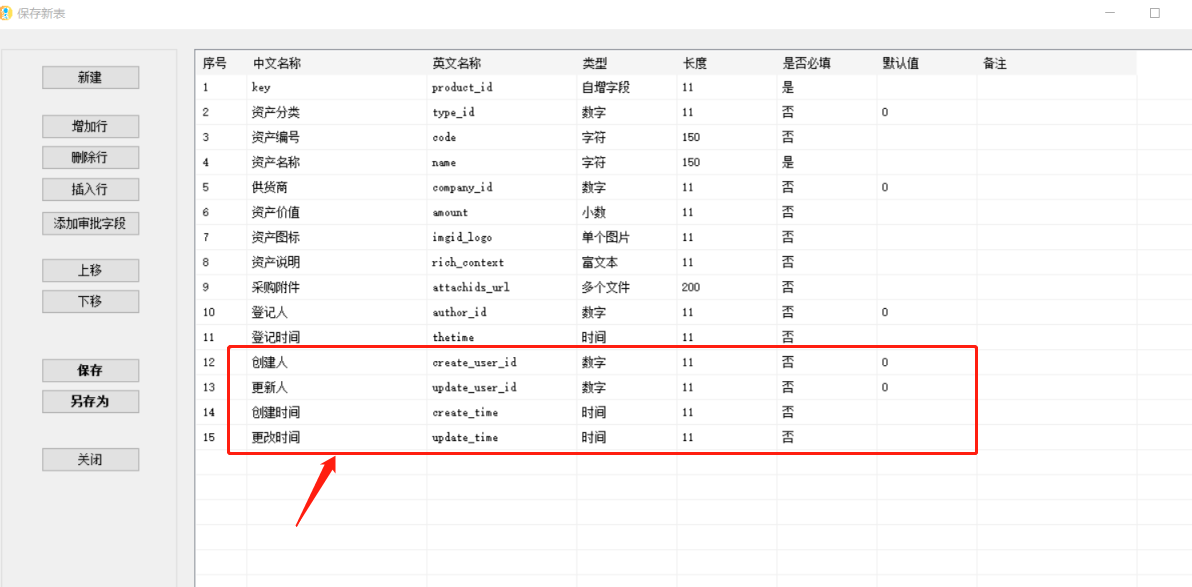 保存新表
新建
增加行
删除行
插入行
添加审批字段
上移
下移
保存
另存为
关闭
序号 中文名称 英文名称 类型 长度 是否必填 默认值 备注
1 key product_id 自增字段 11 是
2 资产分类 type_id 数字 11 否 0
3 资产编号 code 字符 150 否
4 资产名称 name 字符 150 是
5 供货商 company_id 数字 11 否 0
6 资产价值 amount 小数 11 否
7 资产图标 imgid_logo 单个图片 11 否
8 资产说明 rich_context 富文本 11 否
9 采购附件 attachids_url 多个文件 200 否
10 登记人 author_id 数字 11 否 0
11 登记时间 thetime 时间 11 否
12 创建人 create_user_id 数字 11 否 0
13 更新人 update_user_id 数字 11 否 0
14 创建时间 create_time 时间 11 否
15 更改时间 update_time 时间 11 否